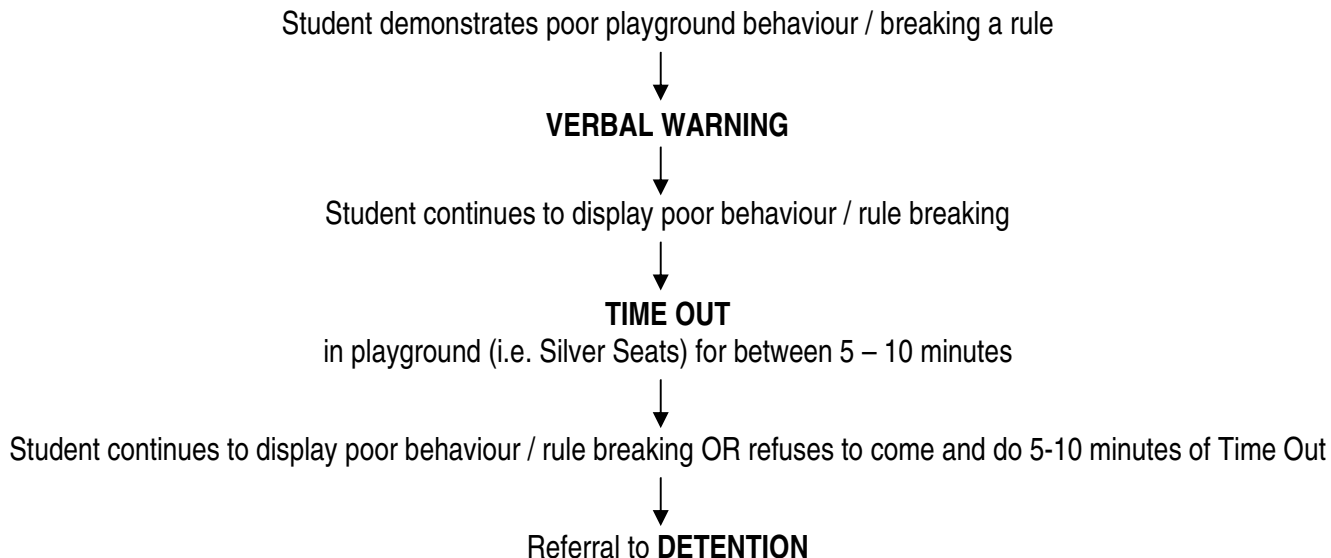 Student demonstrates poor playground behaviour / breaking a rule
VERBAL WARNING
Student continues to display poor behaviour / rule breaking
TIME OUT
in playground (i.e. Silver Seats) for between 5 – 10 minutes
Student continues to display poor behaviour / rule breaking OR refuses to come and do 5-10 minutes of Time Out
Referral to DETENTION